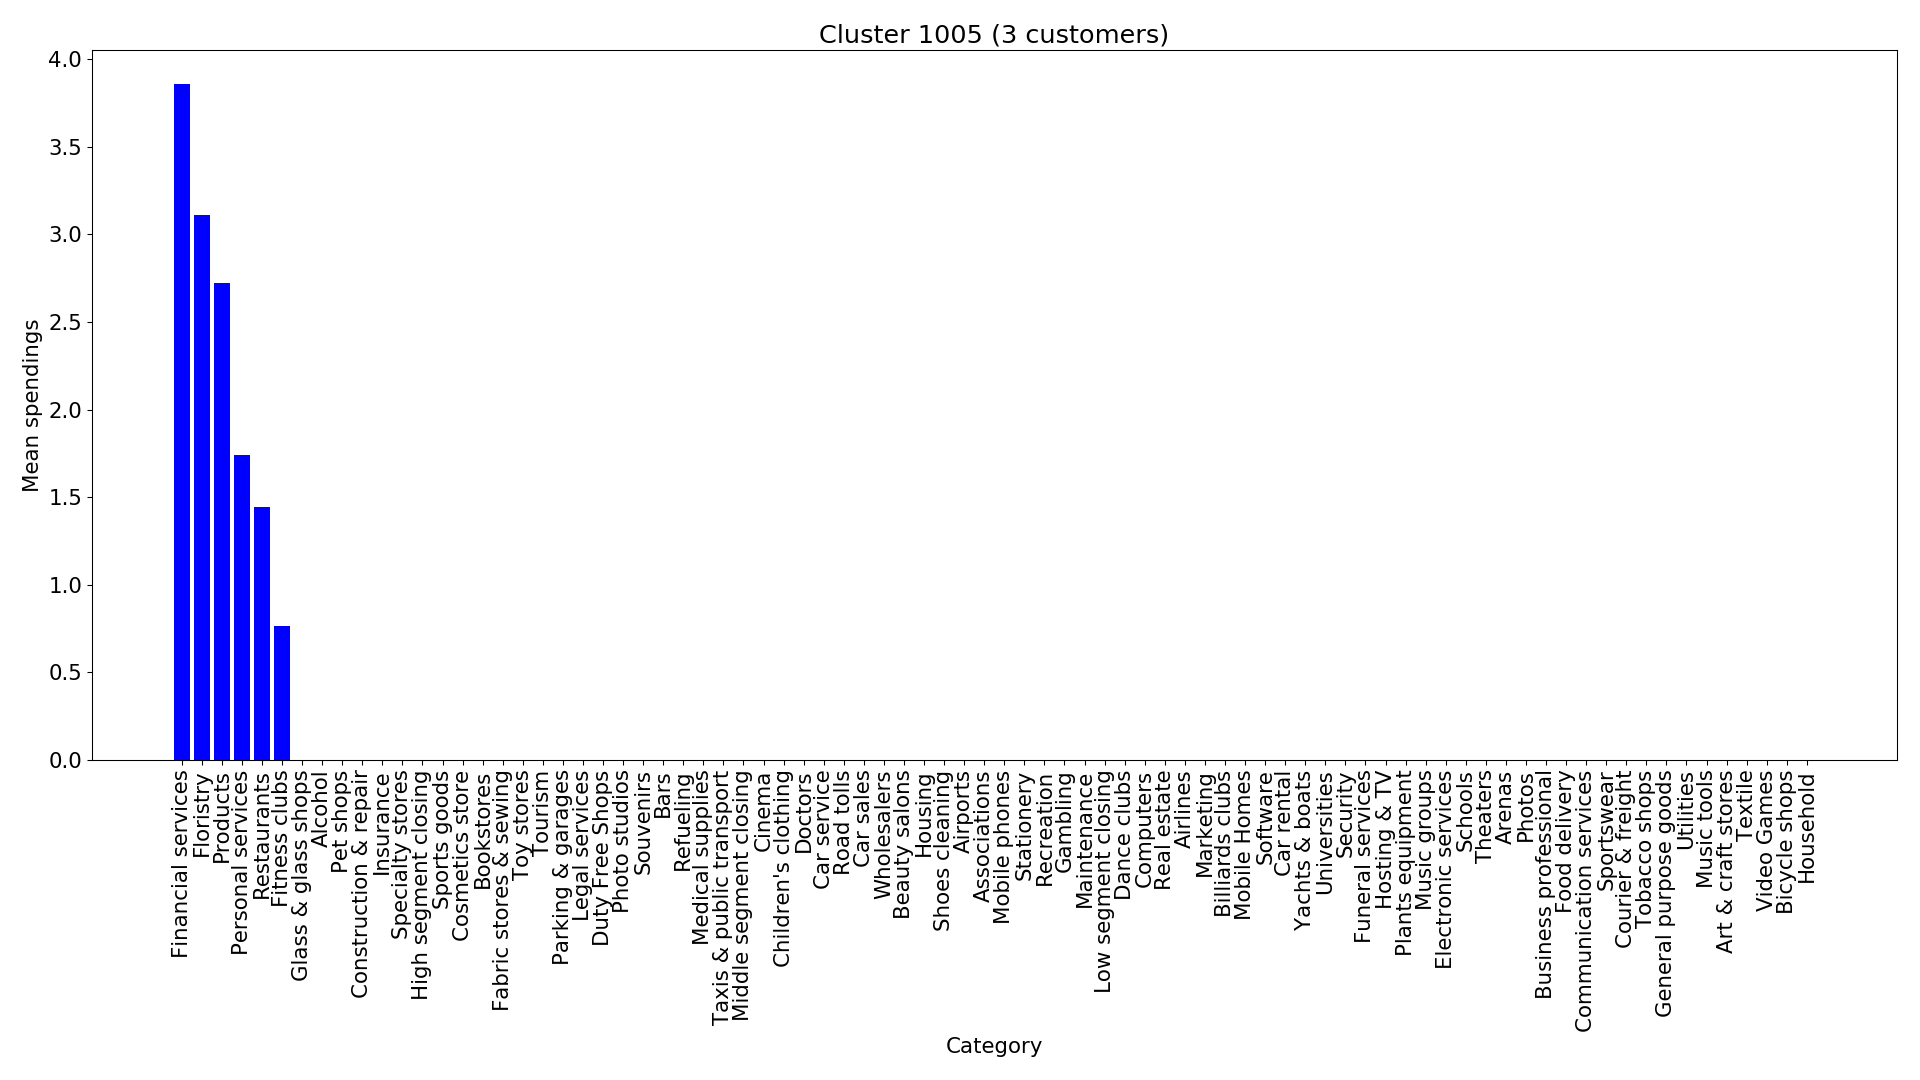 Cluster 1005 (3 customers)
4.0
3.5
3.0
2.5
2.0
1.5
1.0
0.5
0.0
Mean spendings
Financial services
Floristry
Products
Personal services
Restaurants
Fitness clubs
Glass & glass shops
Alcohol
Pet shops
Construction & repair
Insurance
Specialty stores
High segment closing
Sports goods
Cosmetics store
Bookstores
Fabric stores & sewing
Toy stores
Tourism
Parking & garages
Legal services
Duty Free Shops
Photo studios
Souvenirs
Bars
Refuelling
Medical supplies
Taxis & public transport
Middle segment closing
Cinema
Children's clothing
Doctors
Car service
Road tolls
Car sales
Wholesalers
Beauty salons
Housing
Shoes cleaning
Airports
Associations
Mobile phones
Stationery
Recreation
Gambling
Maintenance
Low segment closing
Dance clubs
Computers
Real estate
Airlines
Marketing
Billiards clubs
Mobile Homes
Software
Car rental
Yachts & boats
Universities
Security
Funeral services
Hosting & TV
Plants equipment
Music groups
Electronic services
Schools
Theaters
Arenas
Photos
Business professional
Food delivery
Communication services
Sportswear
Courier & freight
Tobacco shops
General purpose goods
Utilities
Music tools
Art & craft stores
Textile
Video Games
Bicycle shops
Household
Category